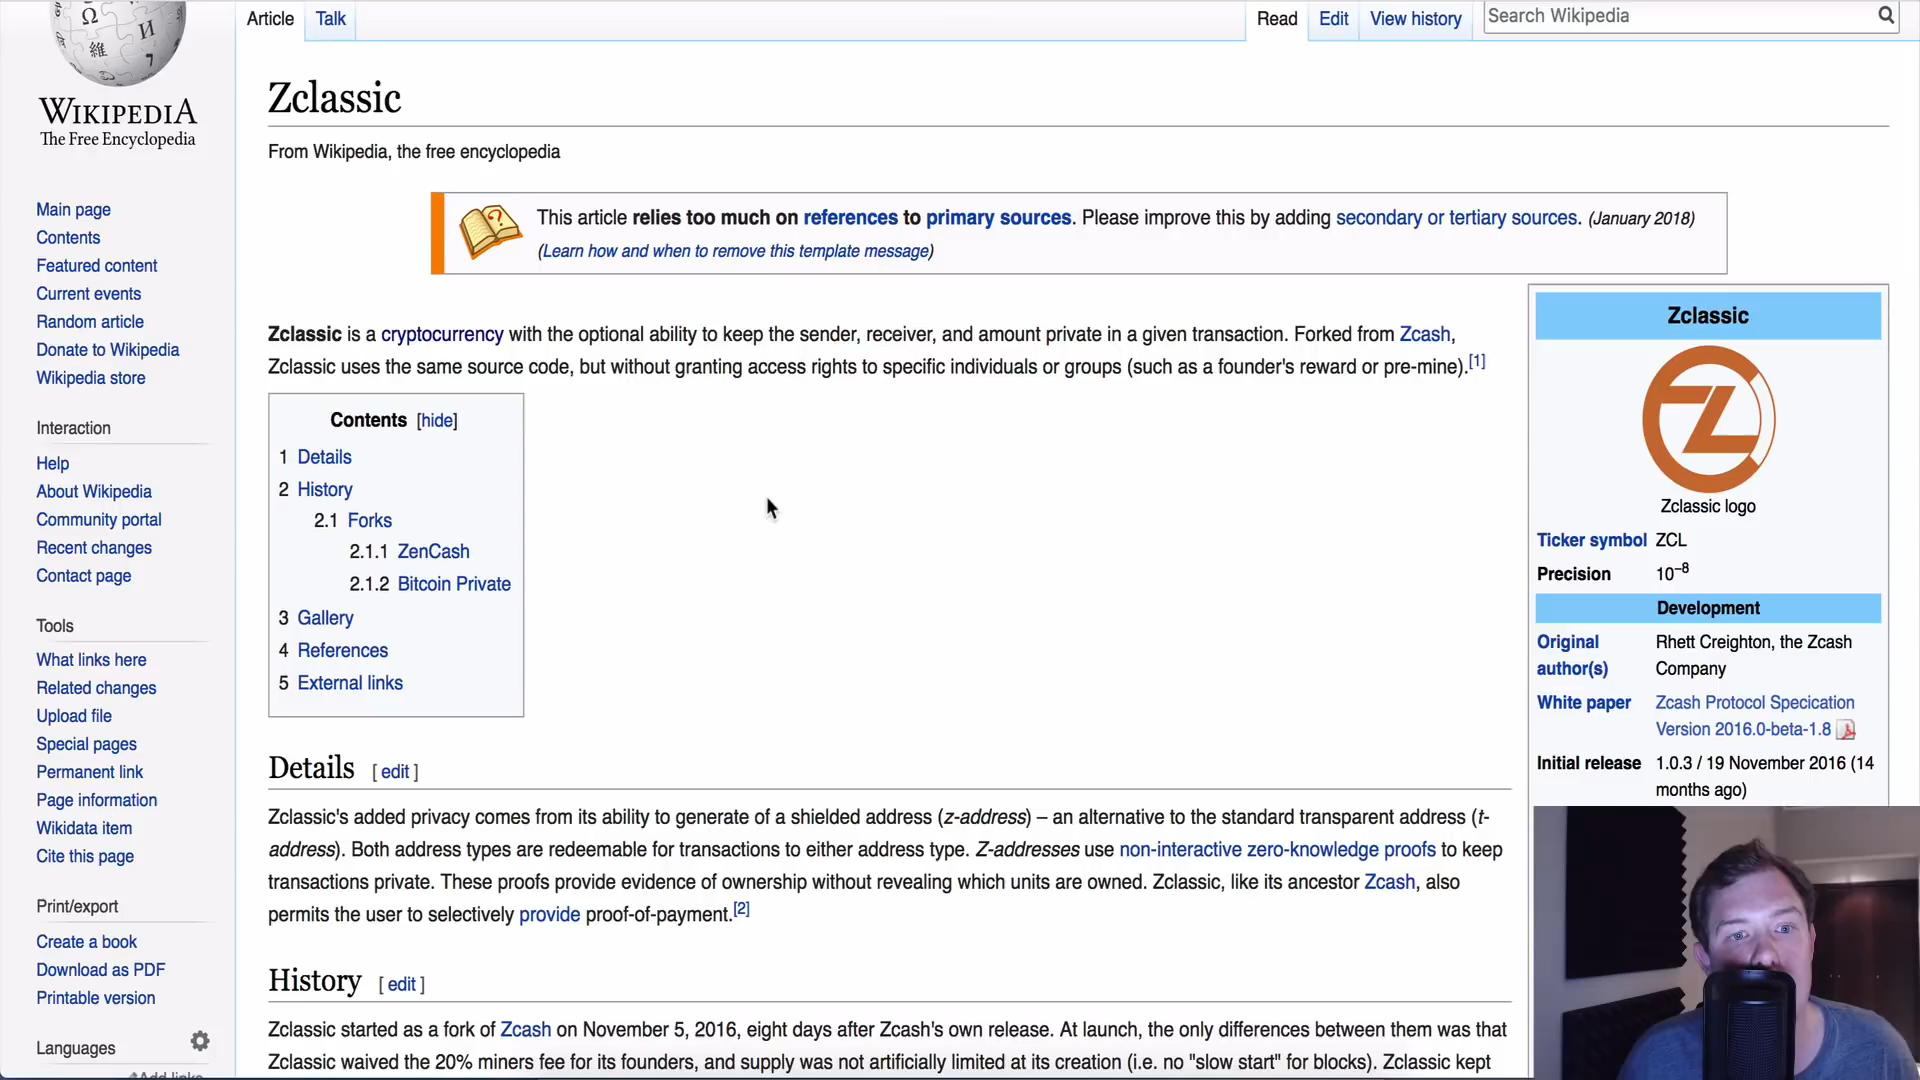 Article
Talk
Read
Edit
View history
Search Wikipedia
WIKIPEDIA
The Free Encyclopedia
Main page
Contents
Featured content
Current events
Random article
Donate to Wikipedia
Wikipedia store
Interaction
Help
About Wikipedia
Community portal
Recent changes
Contact page
Tools
What links here
Related changes
Upload file
Special pages
Permanent link
Page information
Wikidata item
Cite this page
Print/export
Create a book
Download as PDF
Printable version
Languages
Add links
Zclassic
From Wikipedia, the free encyclopedia
This article relies too much on references to primary sources. Please improve this by adding secondary or tertiary sources. (January 2018)
(Learn how and when to remove this template message)
Zclassic is a cryptocurrency with the optional ability to keep the sender, receiver, and amount private in a given transaction. Forked from Zcash,
Zclassic uses the same source code, but without granting access rights to specific individuals or groups (such as a founder's reward or pre-mine).[1]
Contents [hide]
1 Details
2 History
2.1 Forks
2.1.1 ZenCash
2.1.2 Bitcoin Private
3 Gallery
4 References
5 External links
Details [ edit ]
Zclassic's added privacy comes from its ability to generate of a shielded address (z-address) – an alternative to the standard transparent address (t-
address). Both address types are redeemable for transactions to either address type. Z-addresses use non-interactive zero-knowledge proofs to keep
transactions private. These proofs provide evidence of ownership without revealing which units are owned. Zclassic, like its ancestor Zcash, also
permits the user to selectively provide proof-of-payment.[2]
History [ edit ]
Zclassic started as a fork of Zcash on November 5, 2016, eight days after Zcash's own release. At launch, the only differences between them was that
Zclassic waived the 20% miners fee for its founders, and supply was not artificially limited at its creation (i.e. no "slow start" for blocks). Zclassic kept
Zclassic
Zclassic logo
Ticker symbol ZCL
Precision 10−8
Development
Original Rhett Creighton, the Zcash
author(s) Company
White paper Zcash Protocol Specication
Version 2016.0-beta-1.8
Initial release 1.0.3 / 19 November 2016 (14
months ago)